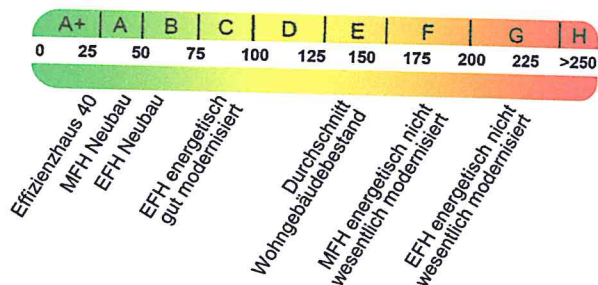 A+ A B C D E F G H
0 25 50 75 100 125 150 175 200 225 >250
Effizienzhaus 40
MFH Neubau
EFH Neubau
EFH energetisch
gut modernisiert
Durchschnitt
Wohngebäudebestand
MFH energetisch nicht
wesentlich modernisiert
EFH energetisch nicht
wesentlich modernisiert